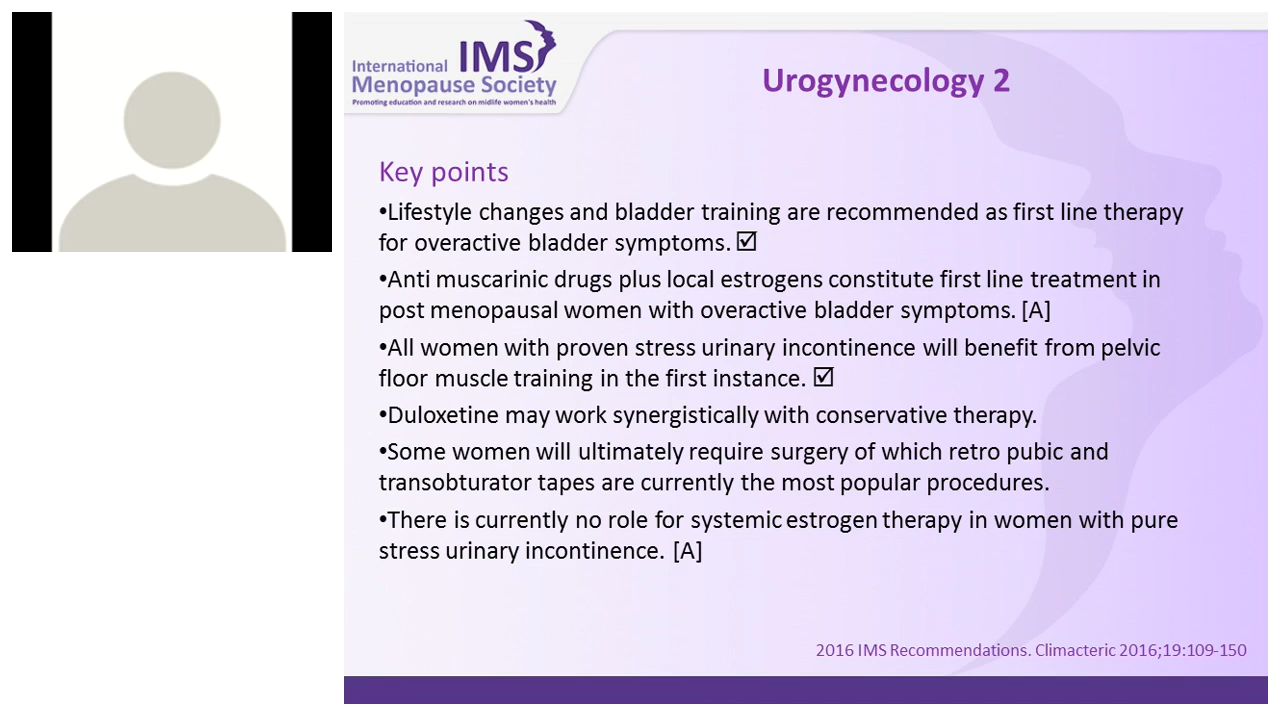 International IMS
Menopause Society
Promoting education and research on midlife women's health
Urogynecology 2
Key points
•Lifestyle changes and bladder training are recommended as first line therapy
for overactive bladder symptoms. ☑
•Anti muscarinic drugs plus local estrogens constitute first line treatment in
post menopausal women with overactive bladder symptoms. [A]
•All women with proven stress urinary incontinence will benefit from pelvic
floor muscle training in the first instance. ☑
•Duloxetine may work synergistically with conservative therapy.
•Some women will ultimately require surgery of which retro pubic and
transobturator tapes are currently the most popular procedures.
•There is currently no role for systemic estrogen therapy in women with pure
stress urinary incontinence. [A]
2016 IMS Recommendations. Climacteric 2016;19:109-150